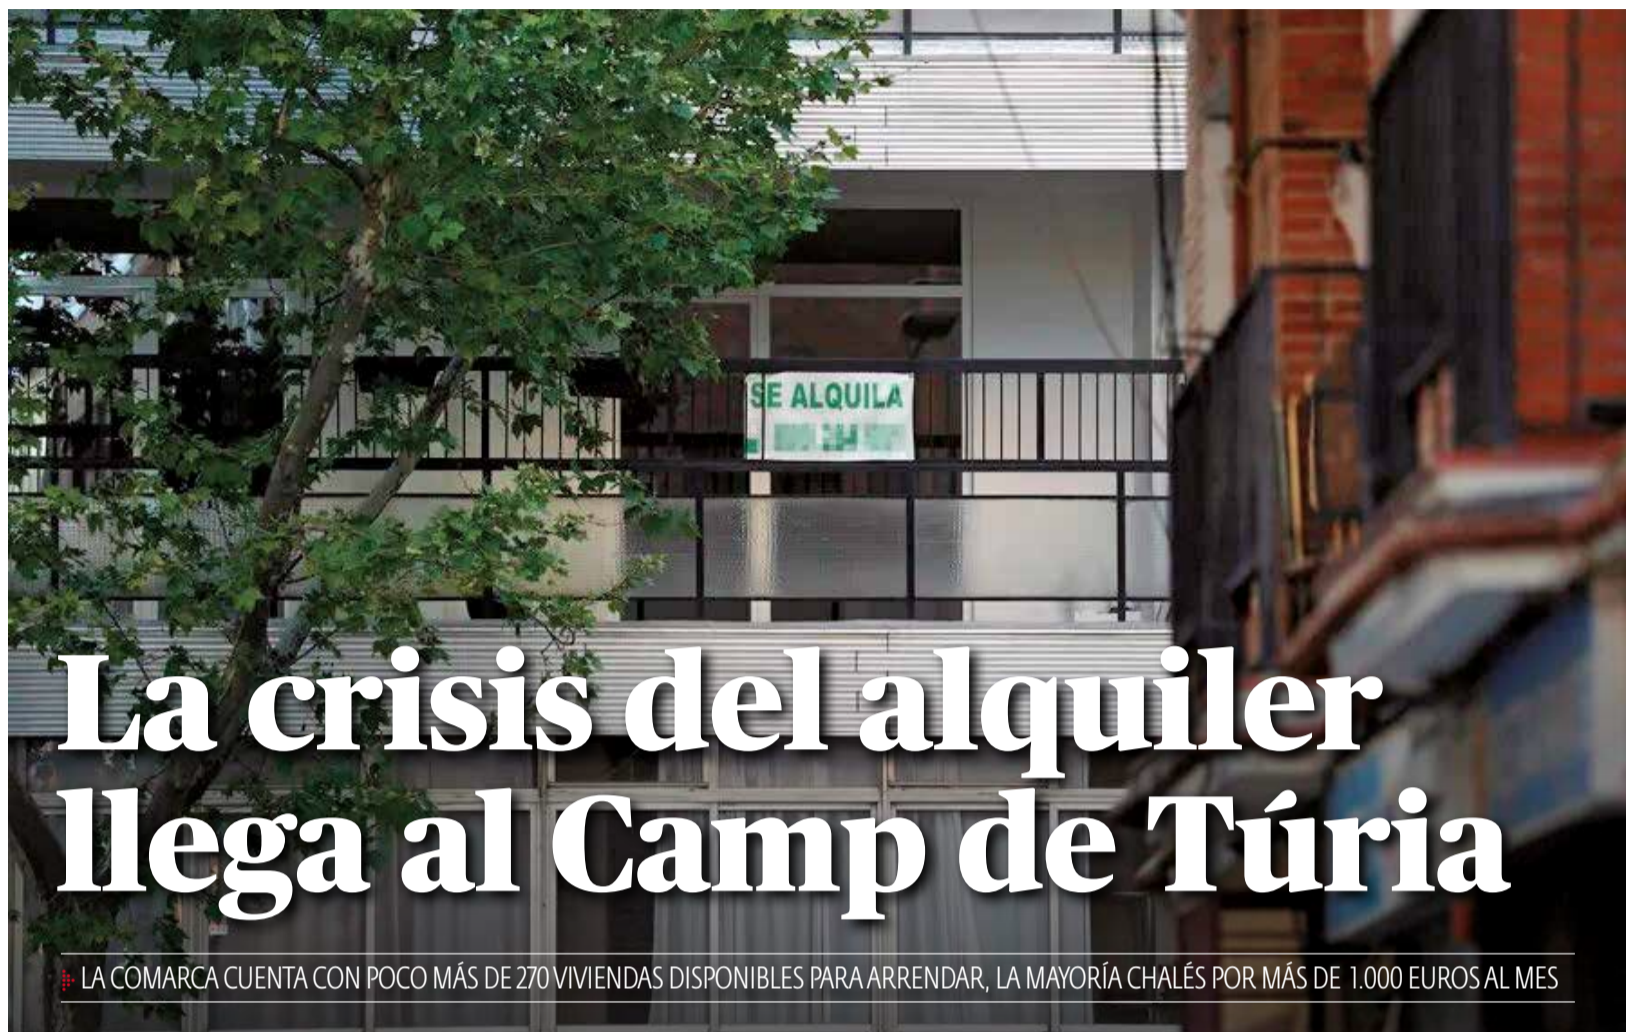 SE ALQUILA
La crisis del alquiler
llega al Camp de Túria
LA COMARCA CUENTA CON POCO MÁS DE 270 VIVIENDAS DISPONIBLES PARA ARRENDAR, LA MAYORÍA CHALÉS POR MÁS DE 1.000 EUROS AL MES